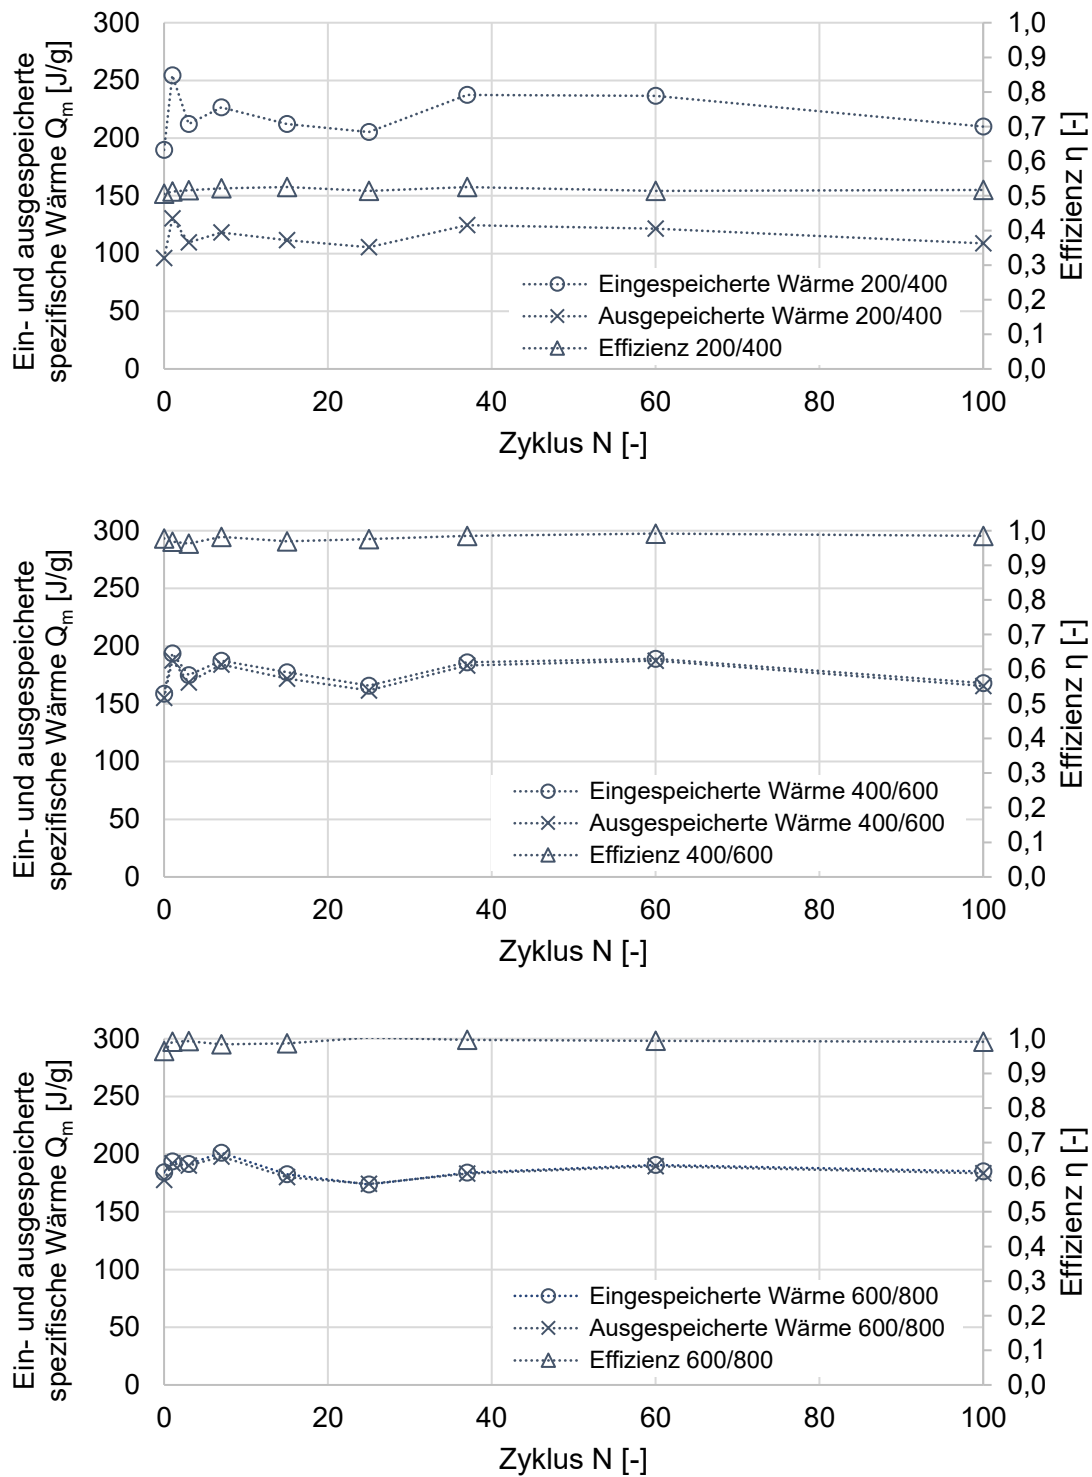 Ein- und ausgespeicherte
spezifische Wärme Qm [J/g]
300
250
200
150
100
50
0
1,0
0,9
0,8
0,7
0,6
0,5
0,4
0,3
0,2
0,1
0,0
Effizienz η [-]
Eingespeicherte Wärme 200/400
Ausgepeicherte Wärme 200/400
Effizienz 200/400
0 20 40 60 80 100
Zyklus N [-]
Ein- und ausgespeicherte
spezifische Wärme Qm [J/g]
300
250
200
150
100
50
0
1,0
0,9
0,8
0,7
0,6
0,5
0,4
0,3
0,2
0,1
0,0
Effizienz η [-]
Eingespeicherte Wärme 400/600
Ausgespeicherte Wärme 400/600
Effizienz 400/600
0 20 40 60 80 100
Zyklus N [-]
Ein- und ausgespeicherte
spezifische Wärme Qm [J/g]
300
250
200
150
100
50
0
1,0
0,9
0,8
0,7
0,6
0,5
0,4
0,3
0,2
0,1
0,0
Effizienz η [-]
Eingespeicherte Wärme 600/800
Ausgespeicherte Wärme 600/800
Effizienz 600/800
0 20 40 60 80 100
Zyklus N [-]